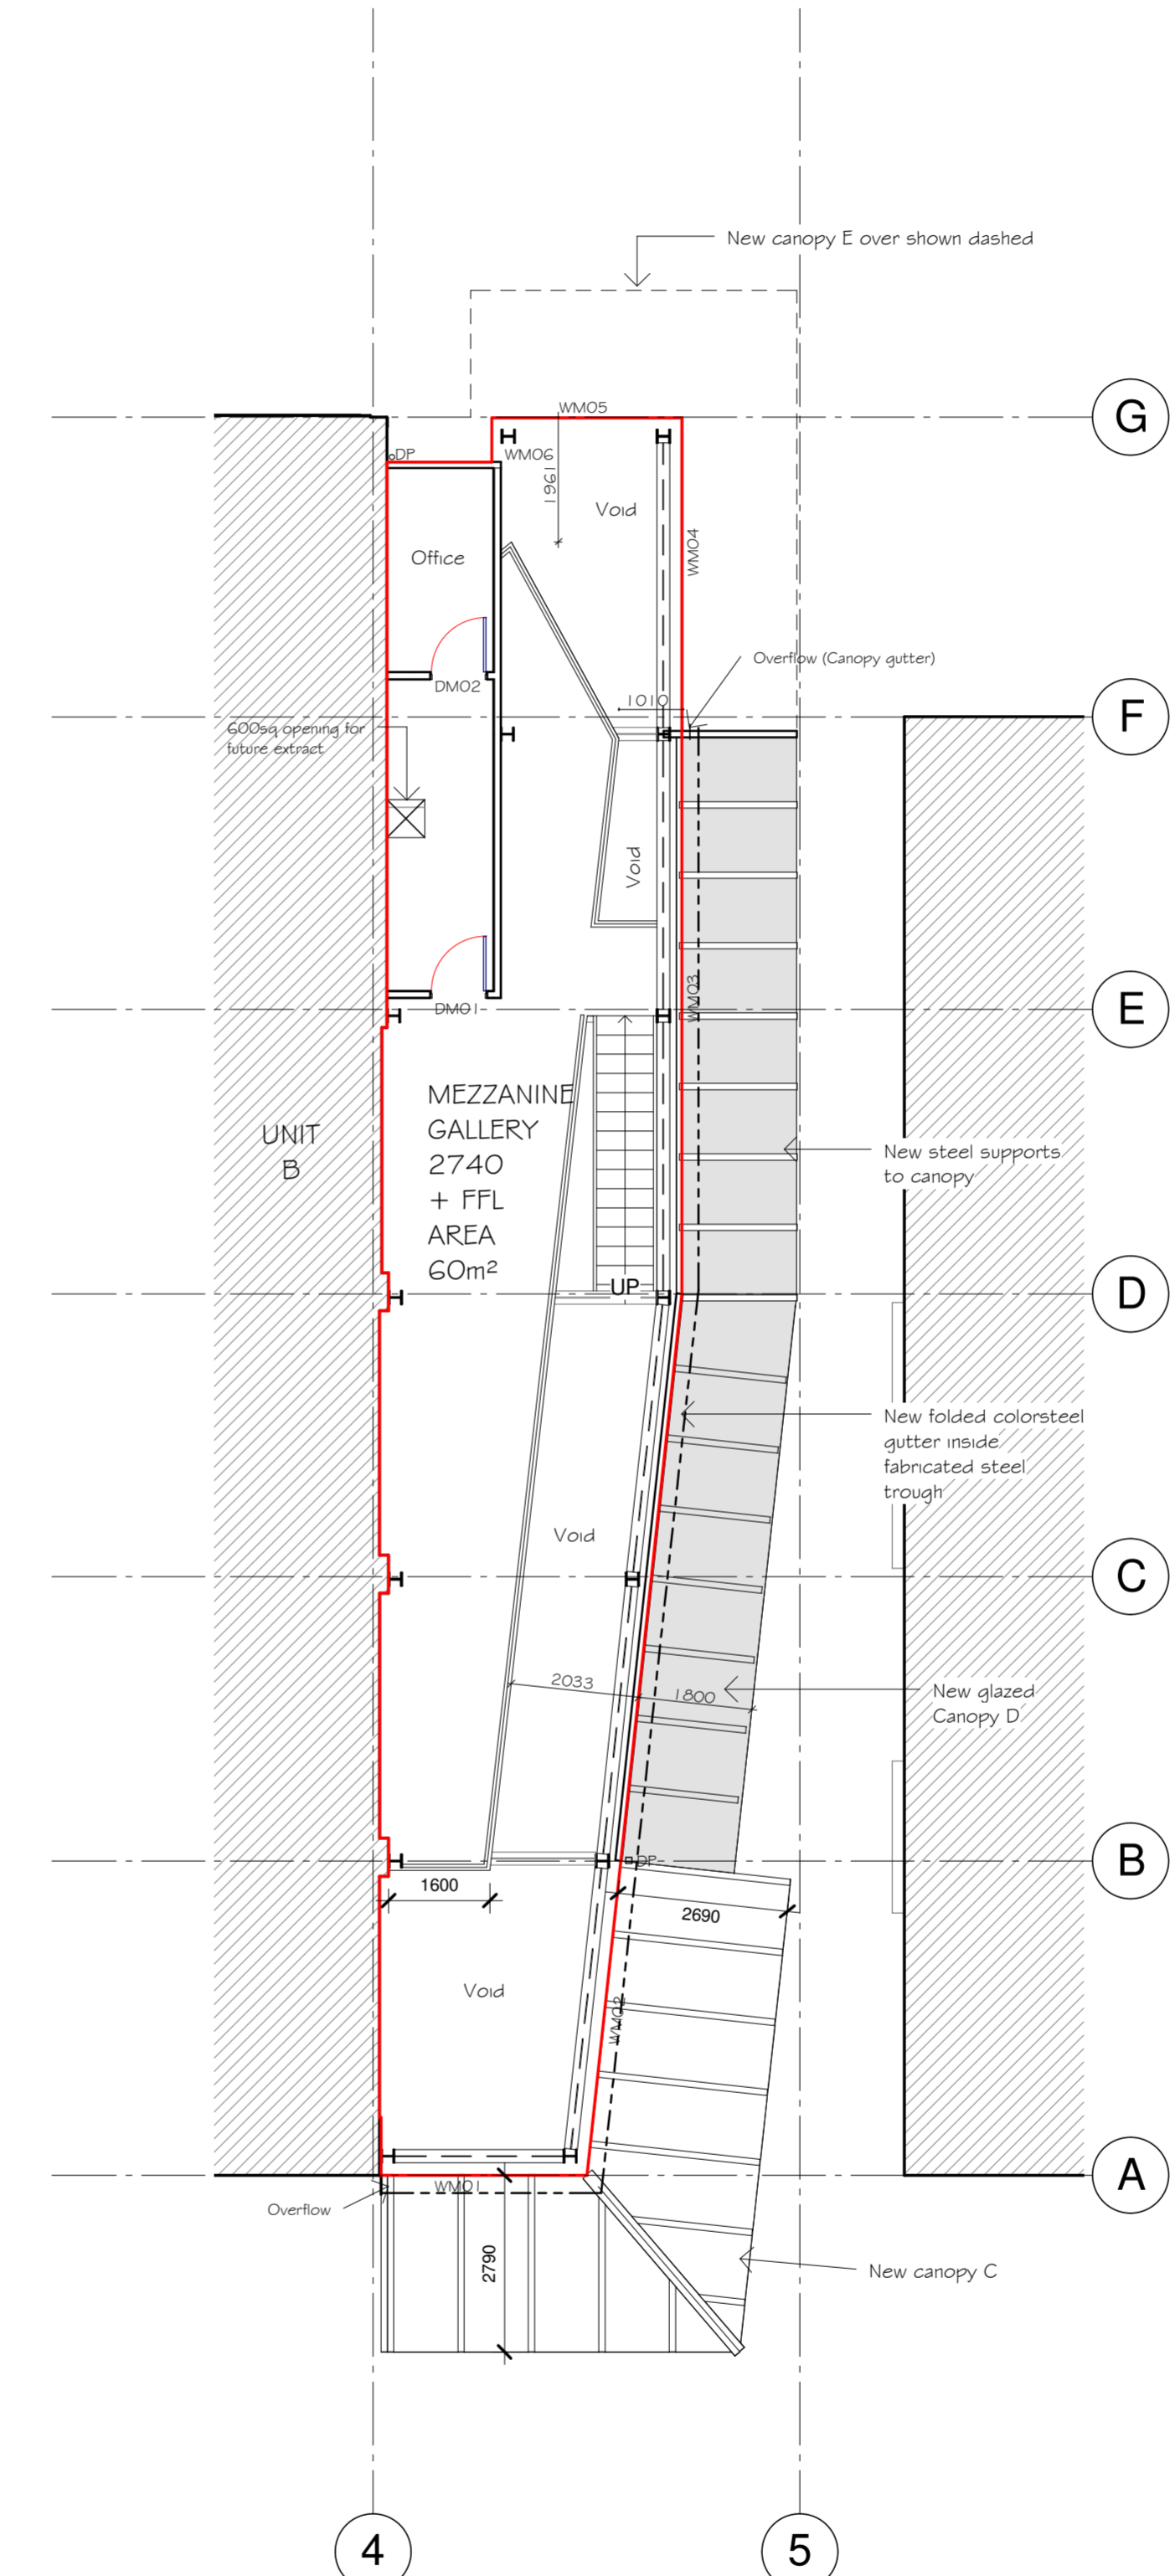 New canopy E over shown dashed
G
WM05
DP
WM06
1961
Void
Office
WM04
Overflow (Canopy gutter)
DM02
1010
F
600sq opening for
future extract
Void
WM03
DM01
E
MEZZANINE
GALLERY
2740
+ FFL
AREA
60m²
UNIT
B
New steel supports
to canopy
UP
D
New folded colorsteel
gutter inside
fabricated steel
trough
Void
C
2033
1800
New glazed
Canopy D
B
DP
1600
2690
Void
WM02
A
WM01
Overflow
2790
New canopy C
4
5